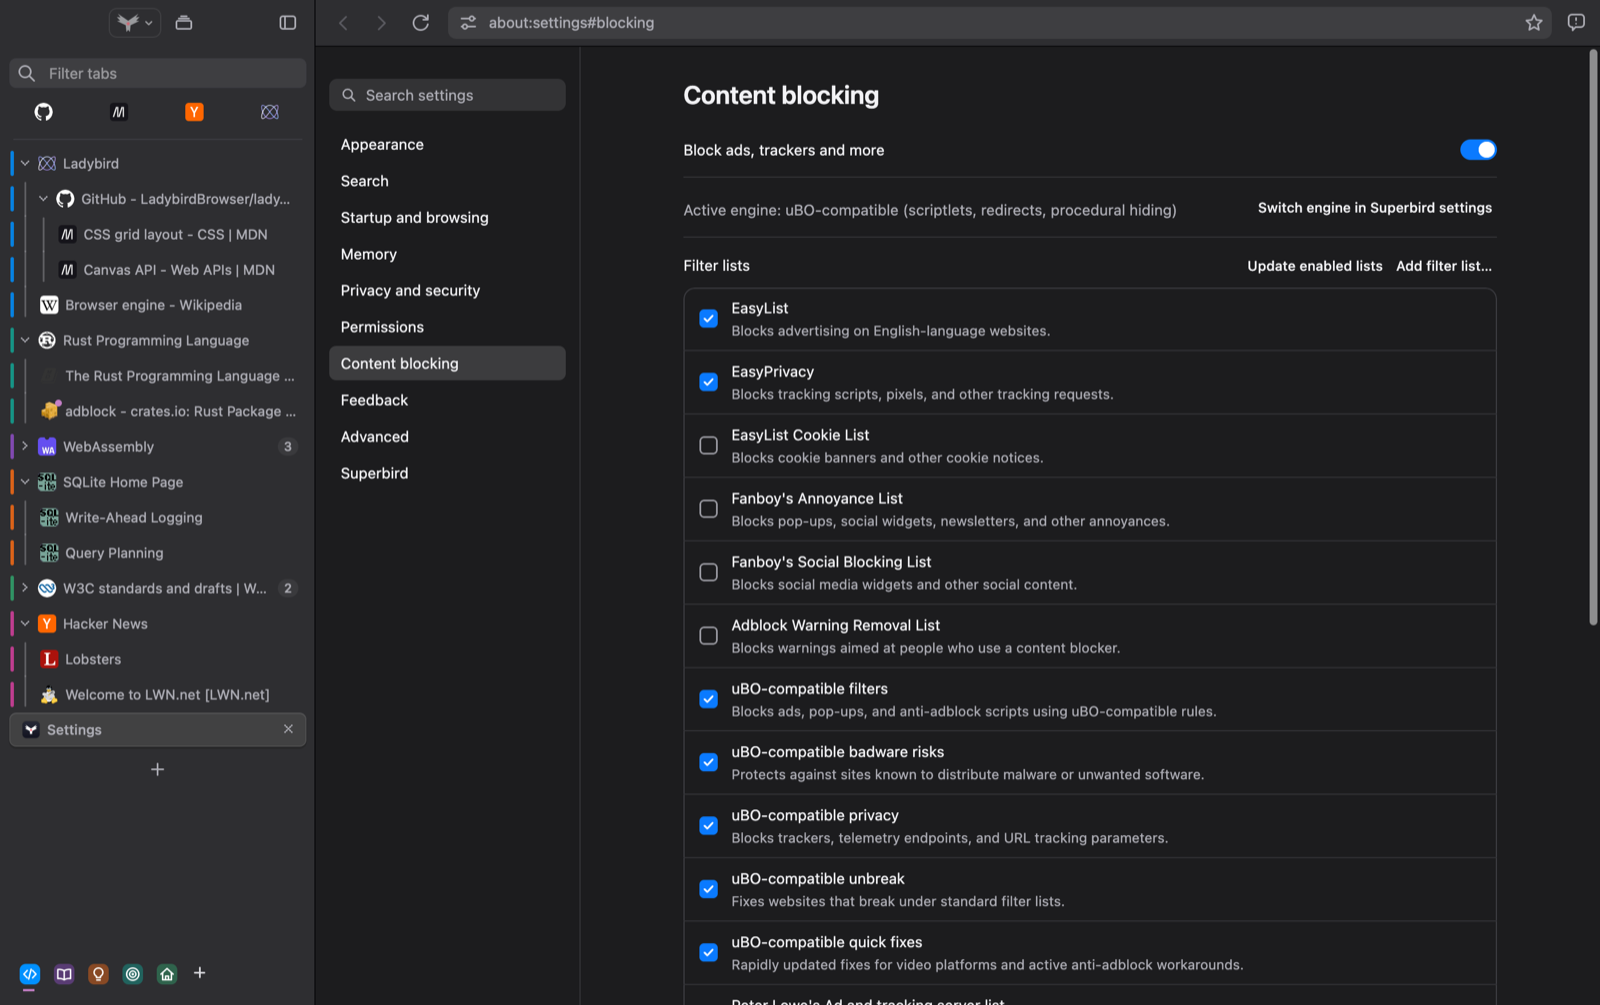 about:settings#blocking
Filter tabs
Ladybird
GitHub - LadybirdBrowser/lady...
CSS grid layout - CSS | MDN
Canvas API - Web APIs | MDN
Browser engine - Wikipedia
Rust Programming Language
The Rust Programming Language ...
adblock - crates.io: Rust Package ...
WebAssembly
3
SQLite Home Page
Write-Ahead Logging
Query Planning
W3C standards and drafts | W...
2
Hacker News
Lobsters
Welcome to LWN.net [LWN.net]
Settings
Search settings
Appearance
Search
Startup and browsing
Memory
Privacy and security
Permissions
Content blocking
Feedback
Advanced
Superbird
Content blocking
Block ads, trackers and more
Active engine: uBO-compatible (scriptlets, redirects, procedural hiding)
Switch engine in Superbird settings
Filter lists
Update enabled lists
Add filter list...
EasyList
Blocks advertising on English-language websites.
EasyPrivacy
Blocks tracking scripts, pixels, and other tracking requests.
EasyList Cookie List
Blocks cookie banners and other cookie notices.
Fanboy's Annoyance List
Blocks pop-ups, social widgets, newsletters, and other annoyances.
Fanboy's Social Blocking List
Blocks social media widgets and other social content.
Adblock Warning Removal List
Blocks warnings aimed at people who use a content blocker.
uBO-compatible filters
Blocks ads, pop-ups, and anti-adblock scripts using uBO-compatible rules.
uBO-compatible badware risks
Protects against sites known to distribute malware or unwanted software.
uBO-compatible privacy
Blocks trackers, telemetry endpoints, and URL tracking parameters.
uBO-compatible unbreak
Fixes websites that break under standard filter lists.
uBO-compatible quick fixes
Rapidly updated fixes for video platforms and active anti-adblock workarounds.
Peter Lowe's Ad and tracking server list